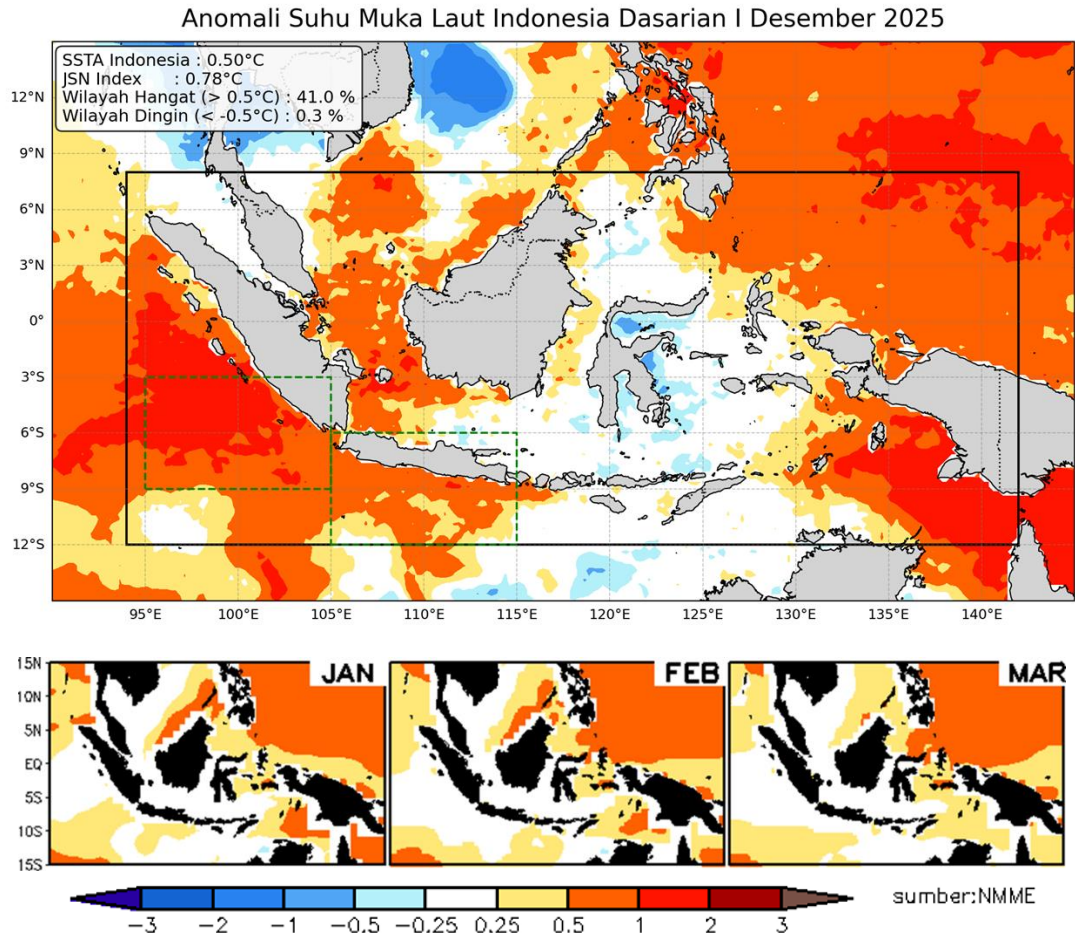 Anomali Suhu Muka Laut Indonesia Dasarian I Desember 2025
SSTA Indonesia : 0.50°C
JSN Index : 0.78°C
Wilayah Hangat (> 0.5°C) : 41.0 %
Wilayah Dingin (< -0.5°C) : 0.3 %
12°N
9°N
6°N
3°N
0°
3°S
6°S
9°S
12°S
95°E 100°E 105°E 110°E 115°E 120°E 125°E 130°E 135°E 140°E
JAN FEB MAR
15N
10N
5N
EQ
5S
10S
15S
-3 -2 -1 -0.5 -0.25 0.25 0.5 1 2 3
sumber:NMME